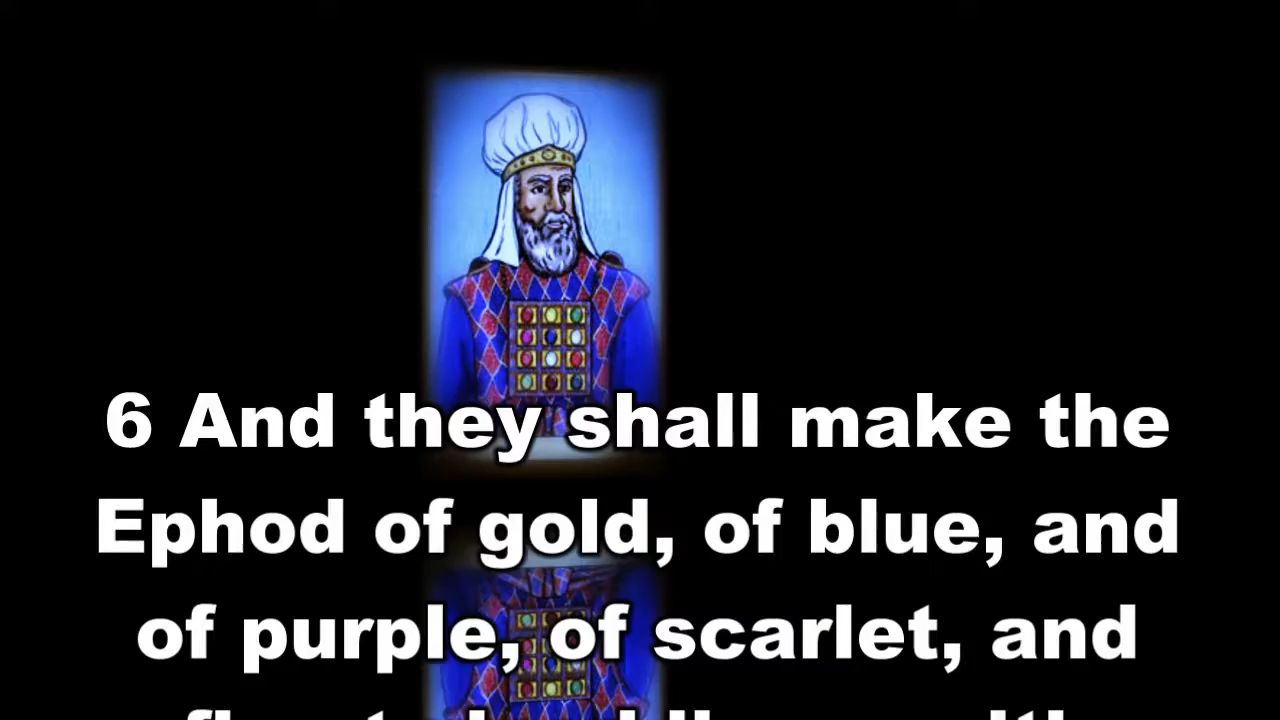 6 And they shall make the
Ephod of gold, of blue, and
of purple, of scarlet, and